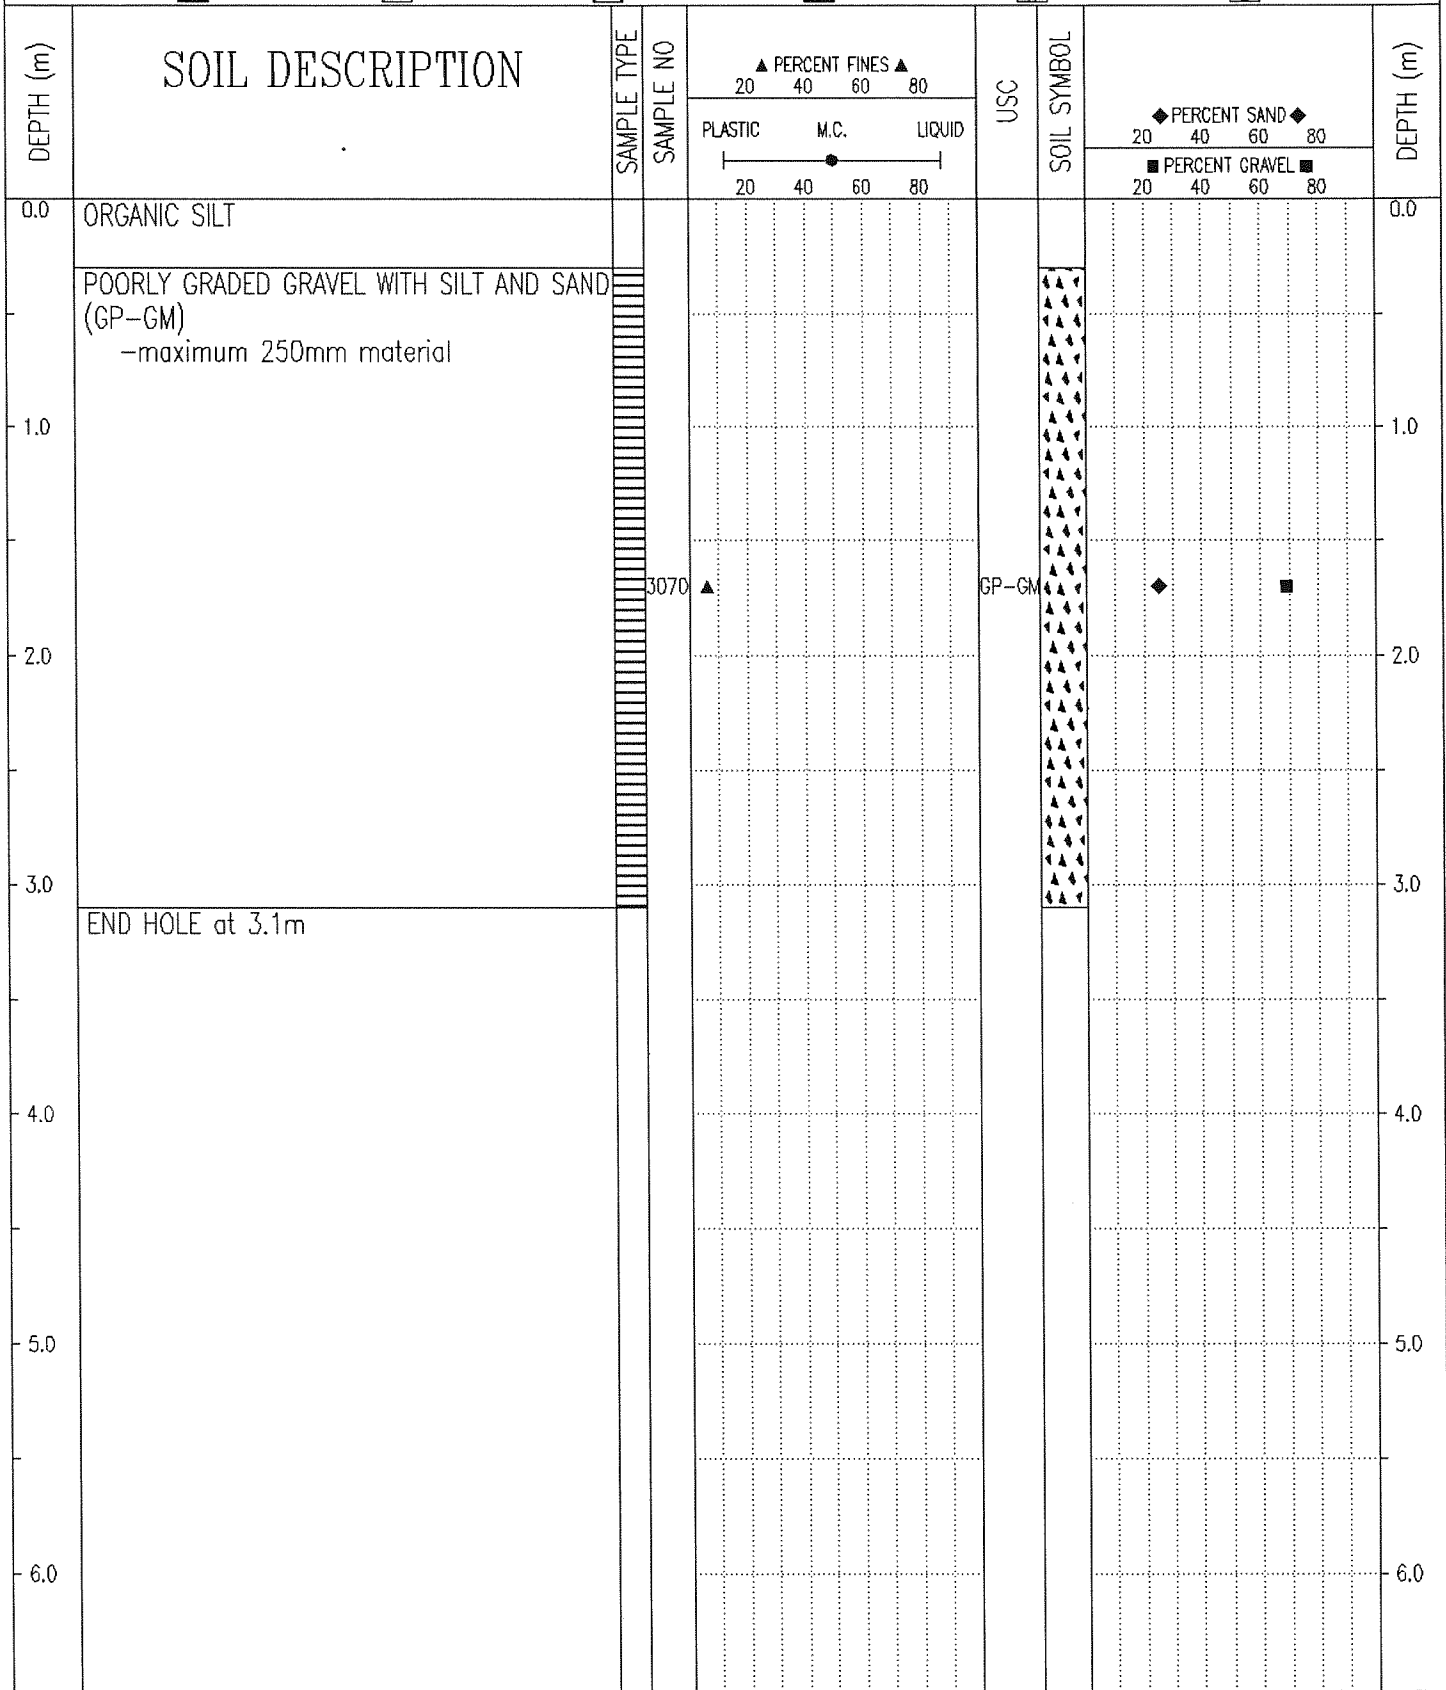 DEPTH (m)
SOIL DESCRIPTION
SAMPLE TYPE
SAMPLE NO
▲ PERCENT FINES ▲
20 40 60 80
PLASTIC M.C. LIQUID
20 40 60 80
USC
SOIL SYMBOL
◆ PERCENT SAND ◆
20 40 60 80
■ PERCENT GRAVEL ■
20 40 60 80
DEPTH (m)
0.0 ORGANIC SILT 0.0
POORLY GRADED GRAVEL WITH SILT AND SAND
(GP-GM)
-maximum 250mm material
1.0 1.0
3070 GP-GM
2.0 2.0
3.0 3.0
END HOLE at 3.1m
4.0 4.0
5.0 5.0
6.0 6.0